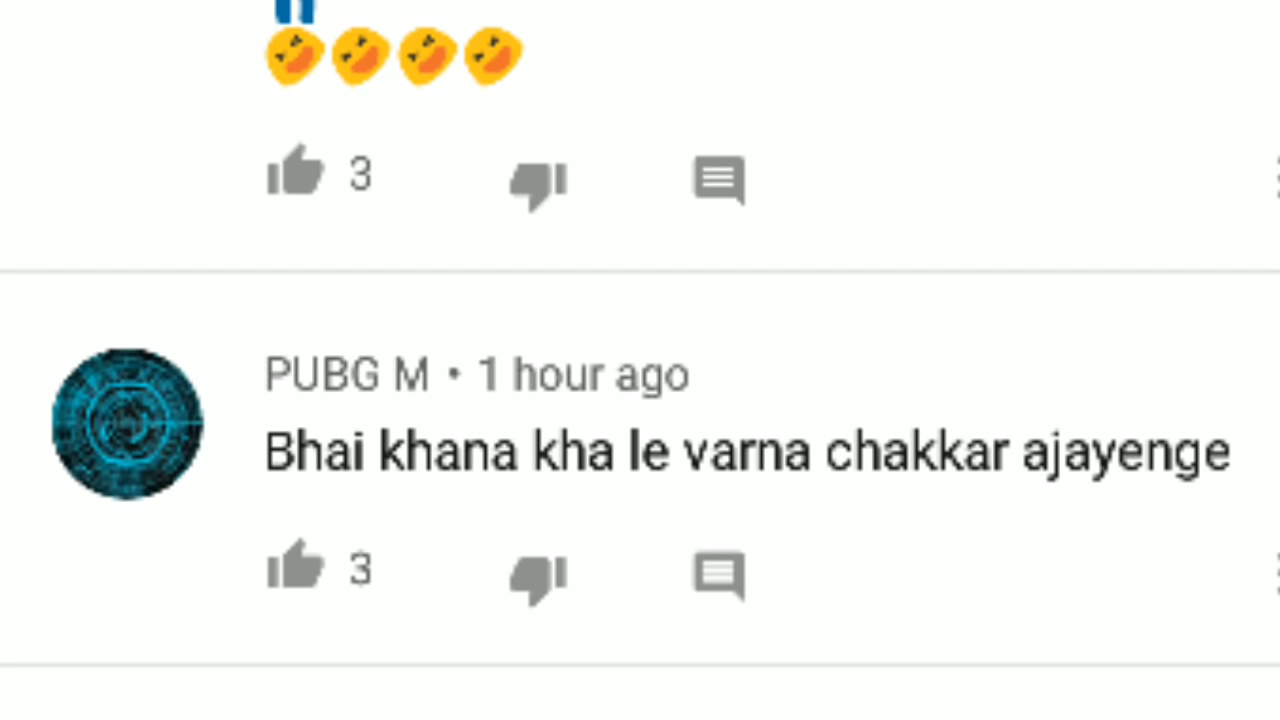 🤣🤣🤣🤣
3
PUBG M • 1 hour ago
Bhai khana kha le varna chakkar ajayenge
3